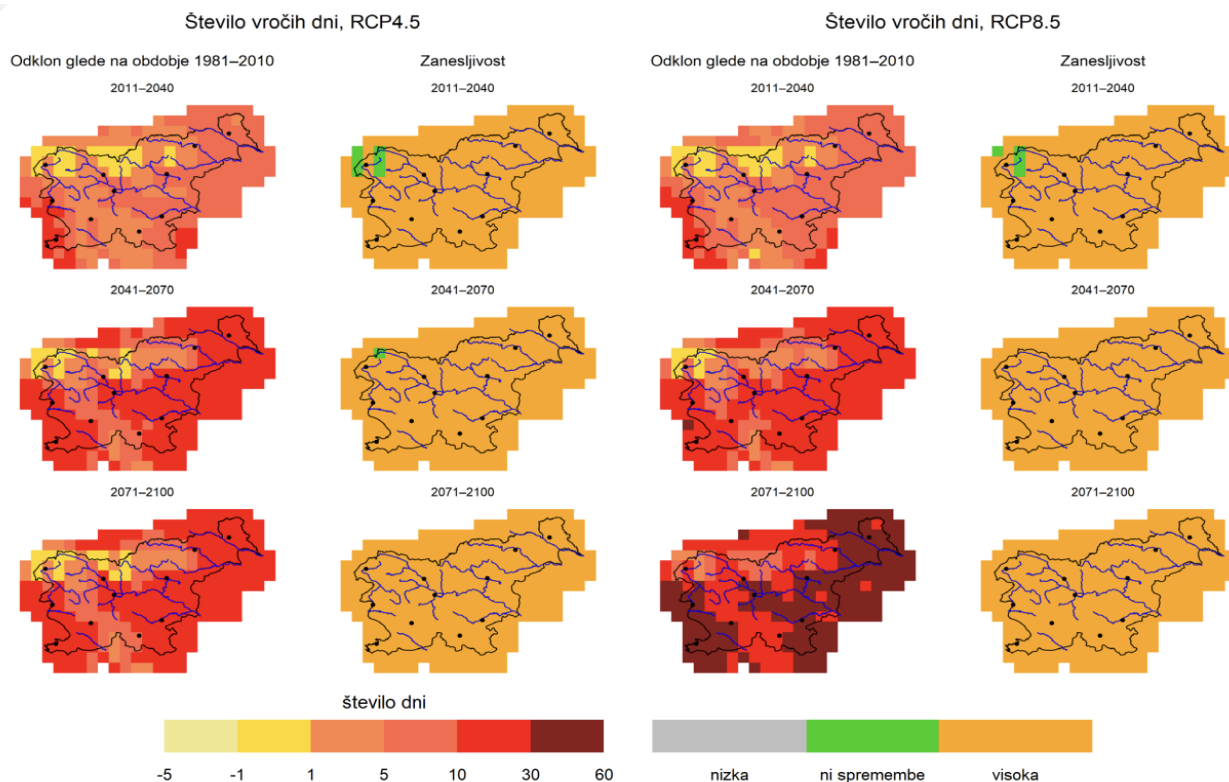 Število vročih dni, RCP4.5
Število vročih dni, RCP8.5
Odklon glede na obdobje 1981–2010
Zanesljivost
Odklon glede na obdobje 1981–2010
Zanesljivost
2011–2040
2011–2040
2011–2040
2011–2040
2041–2070
2041–2070
2041–2070
2041–2070
2071–2100
2071–2100
2071–2100
2071–2100
število dni
-5 -1 1 5 10 30 60
nizka ni spremembe visoka